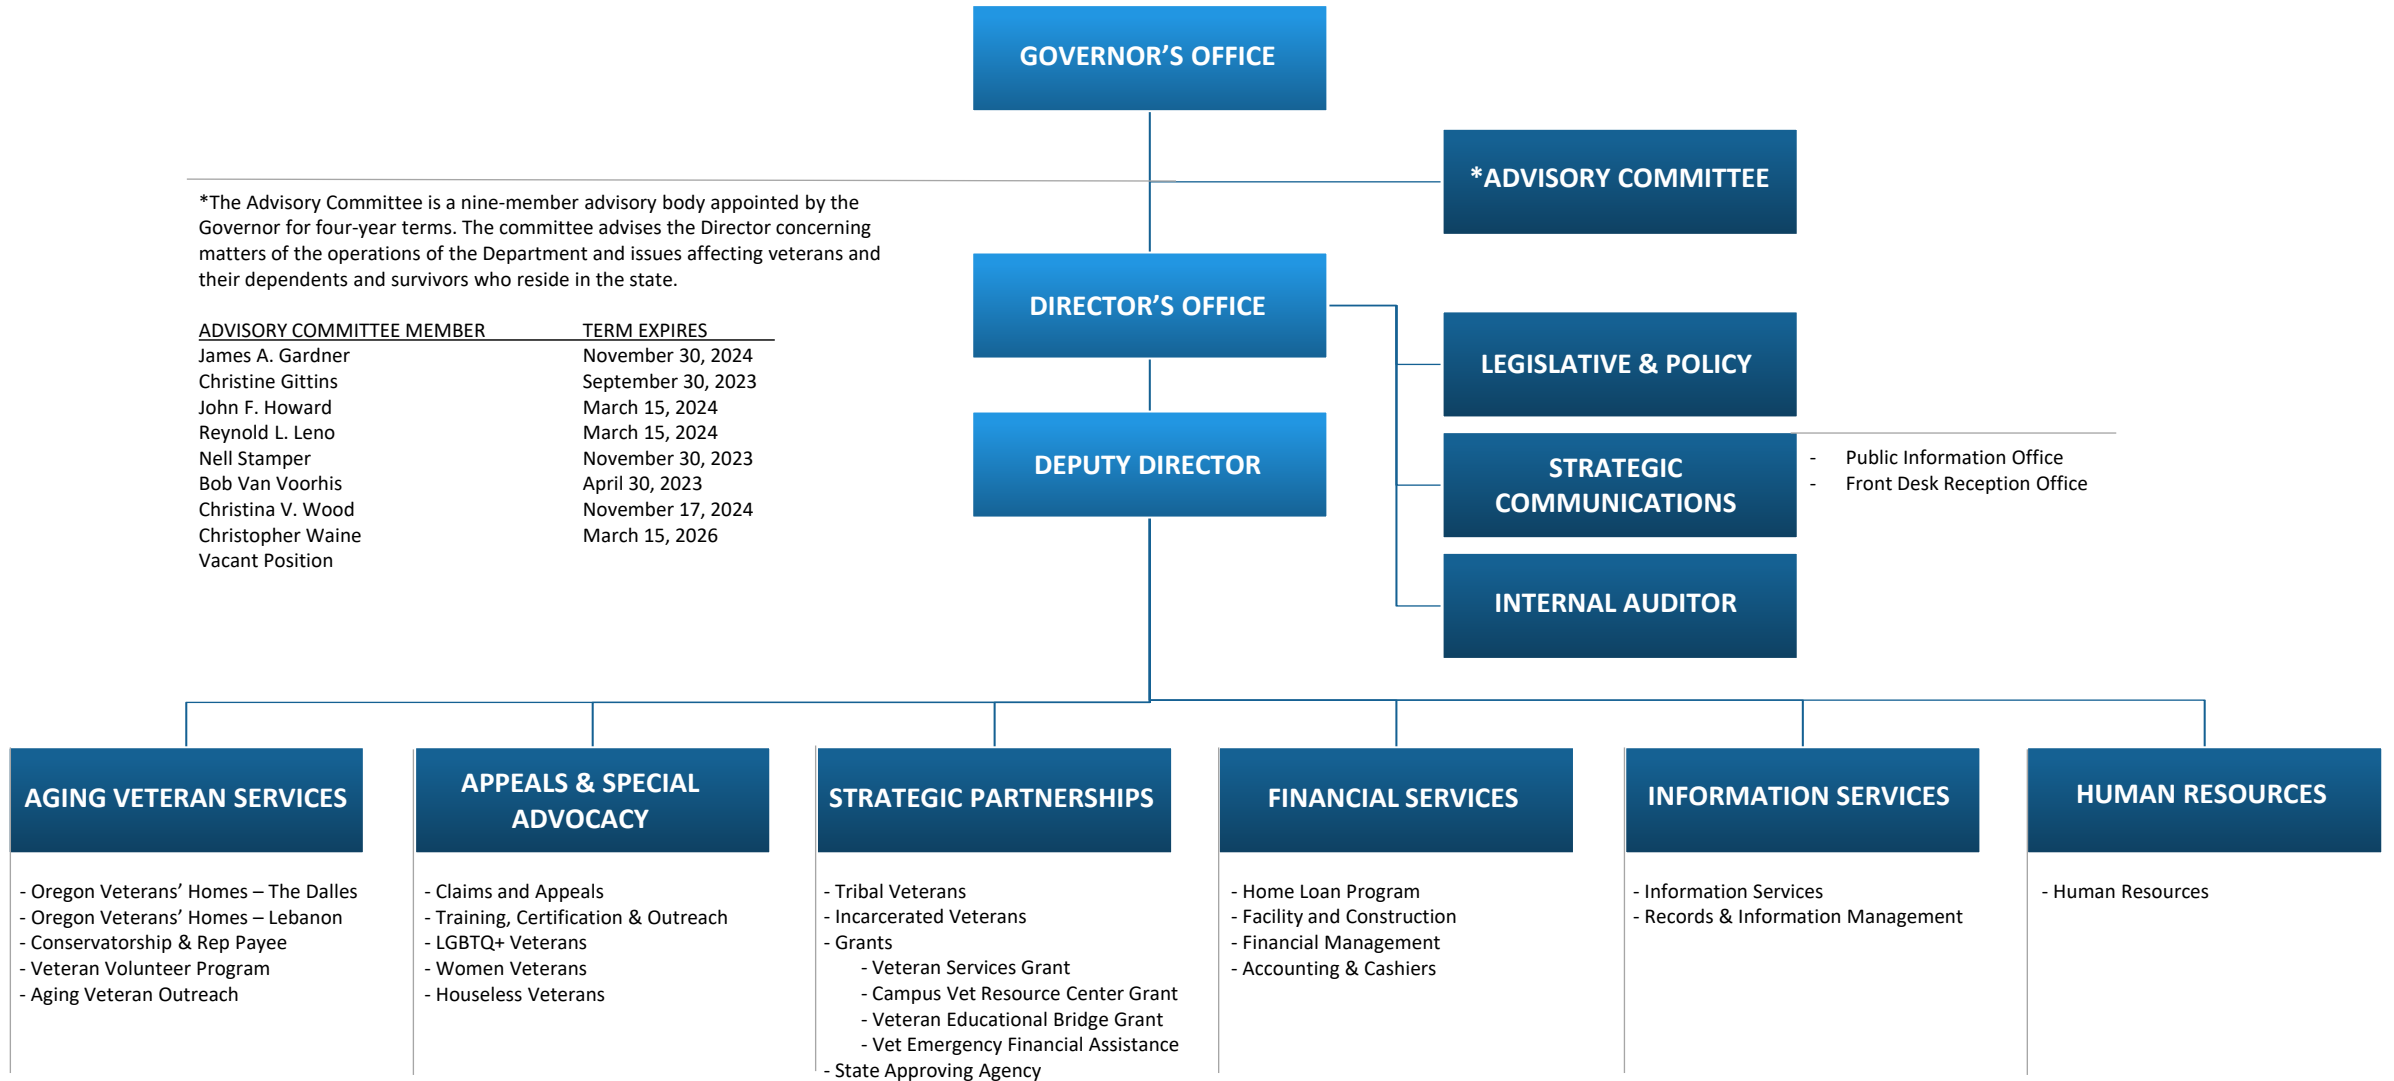 GOVERNOR’S OFFICE
*ADVISORY COMMITTEE
*The Advisory Committee is a nine-member advisory body appointed by the
Governor for four-year terms. The committee advises the Director concerning
matters of the operations of the Department and issues affecting veterans and
their dependents and survivors who reside in the state.
ADVISORY COMMITTEE MEMBER TERM EXPIRES
James A. Gardner November 30, 2024
Christine Gittins September 30, 2023
John F. Howard March 15, 2024
Reynold L. Leno March 15, 2024
Nell Stamper November 30, 2023
Bob Van Voorhis April 30, 2023
Christina V. Wood November 17, 2024
Christopher Waine March 15, 2026
Vacant Position
DIRECTOR’S OFFICE
LEGISLATIVE & POLICY
DEPUTY DIRECTOR
STRATEGIC
COMMUNICATIONS
- Public Information Office
- Front Desk Reception Office
INTERNAL AUDITOR
AGING VETERAN SERVICES
- Oregon Veterans’ Homes – The Dalles
- Oregon Veterans’ Homes – Lebanon
- Conservatorship & Rep Payee
- Veteran Volunteer Program
- Aging Veteran Outreach
APPEALS & SPECIAL
ADVOCACY
- Claims and Appeals
- Training, Certification & Outreach
- LGBTQ+ Veterans
- Women Veterans
- Houseless Veterans
STRATEGIC PARTNERSHIPS
- Tribal Veterans
- Incarcerated Veterans
- Grants
- Veteran Services Grant
- Campus Vet Resource Center Grant
- Veteran Educational Bridge Grant
- Vet Emergency Financial Assistance
- State Approving Agency
FINANCIAL SERVICES
- Home Loan Program
- Facility and Construction
- Financial Management
- Accounting & Cashiers
INFORMATION SERVICES
- Information Services
- Records & Information Management
HUMAN RESOURCES
- Human Resources